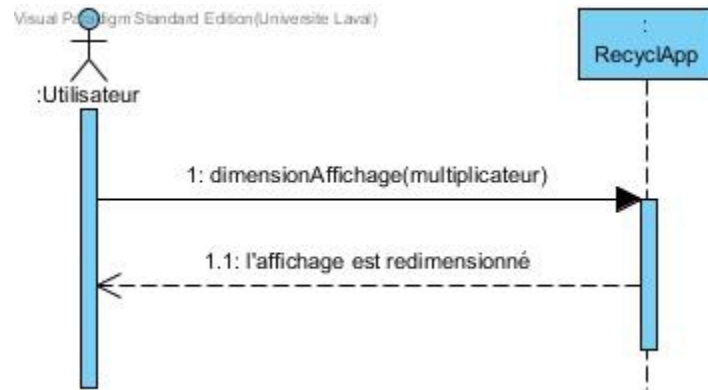 Visual Paradigm Standard Edition(Universite Laval)
:
RecyclApp
:Utilisateur
1: dimensionAffichage(multiplicateur)
1.1: l'affichage est redimensionné